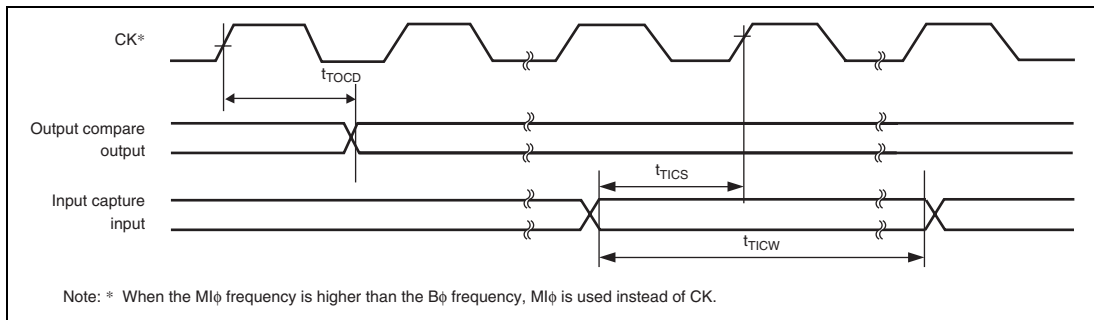 CK*
tTOCD
Output compare
output
tTICS
Input capture
input
tTICW
Note: * When the MIϕ frequency is higher than the Bϕ frequency, MIϕ is used instead of CK.